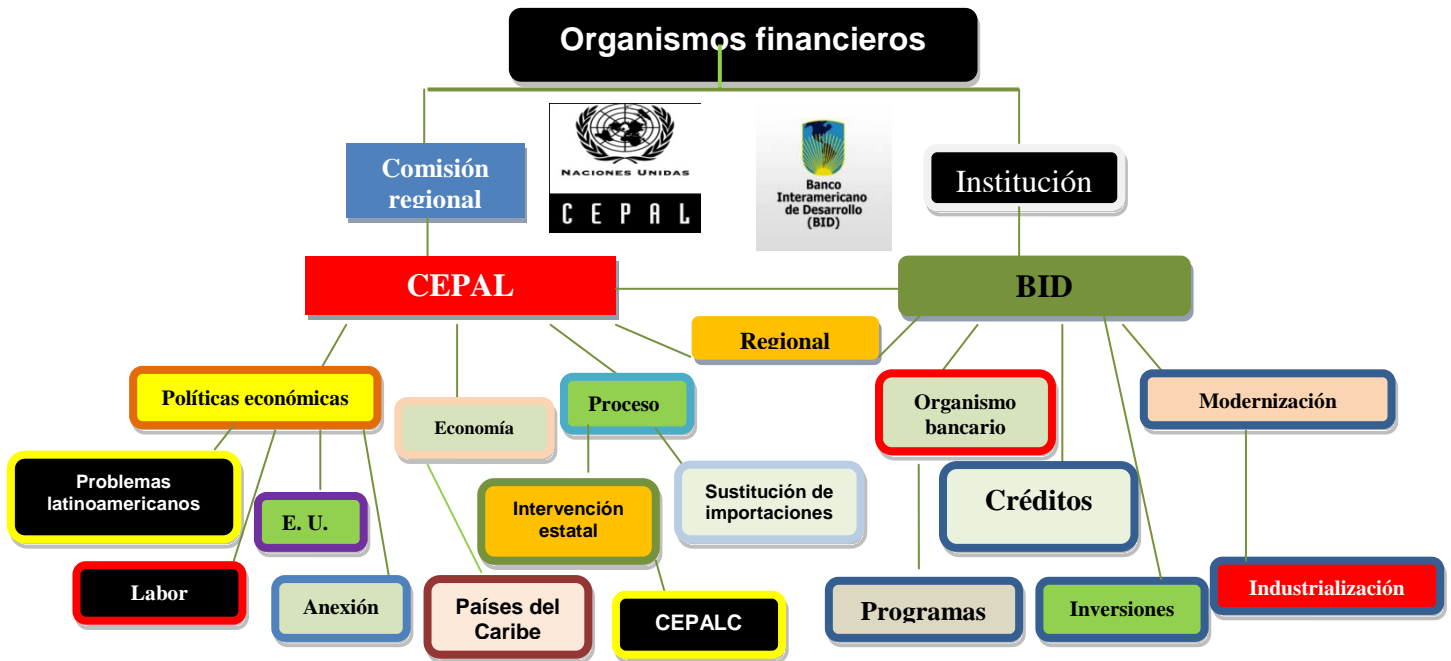 Organismos financieros
Comisión
regional
NACIONES UNIDAS
CEPAL
Banco
Interamericano
de Desarrollo
(BID)
Institución
CEPAL
BID
Regional
Políticas económicas
Economía
Proceso
Organismo
bancario
Modernización
Problemas
latinoamericanos
E. U.
Intervención
estatal
Sustitución de
importaciones
Créditos
Labor
Anexión
Países del
Caribe
CEPALC
Programas
Inversiones
Industrialización